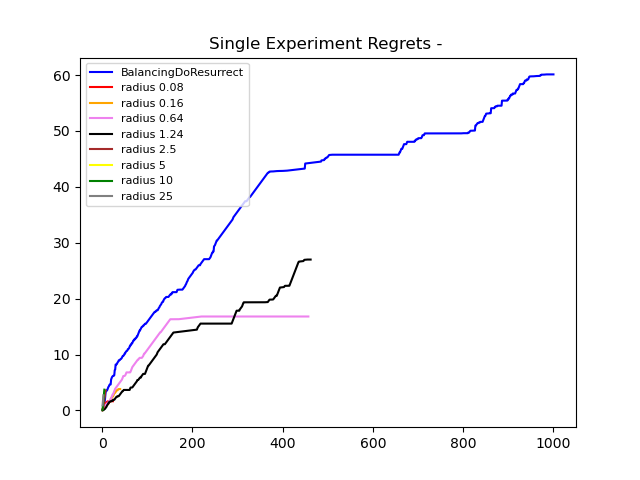 Single Experiment Regrets -
BalancingDoResurrect
radius 0.08
radius 0.16
radius 0.64
radius 1.24
radius 2.5
radius 5
radius 10
radius 25
60
50
40
30
20
10
0
0 200 400 600 800 1000